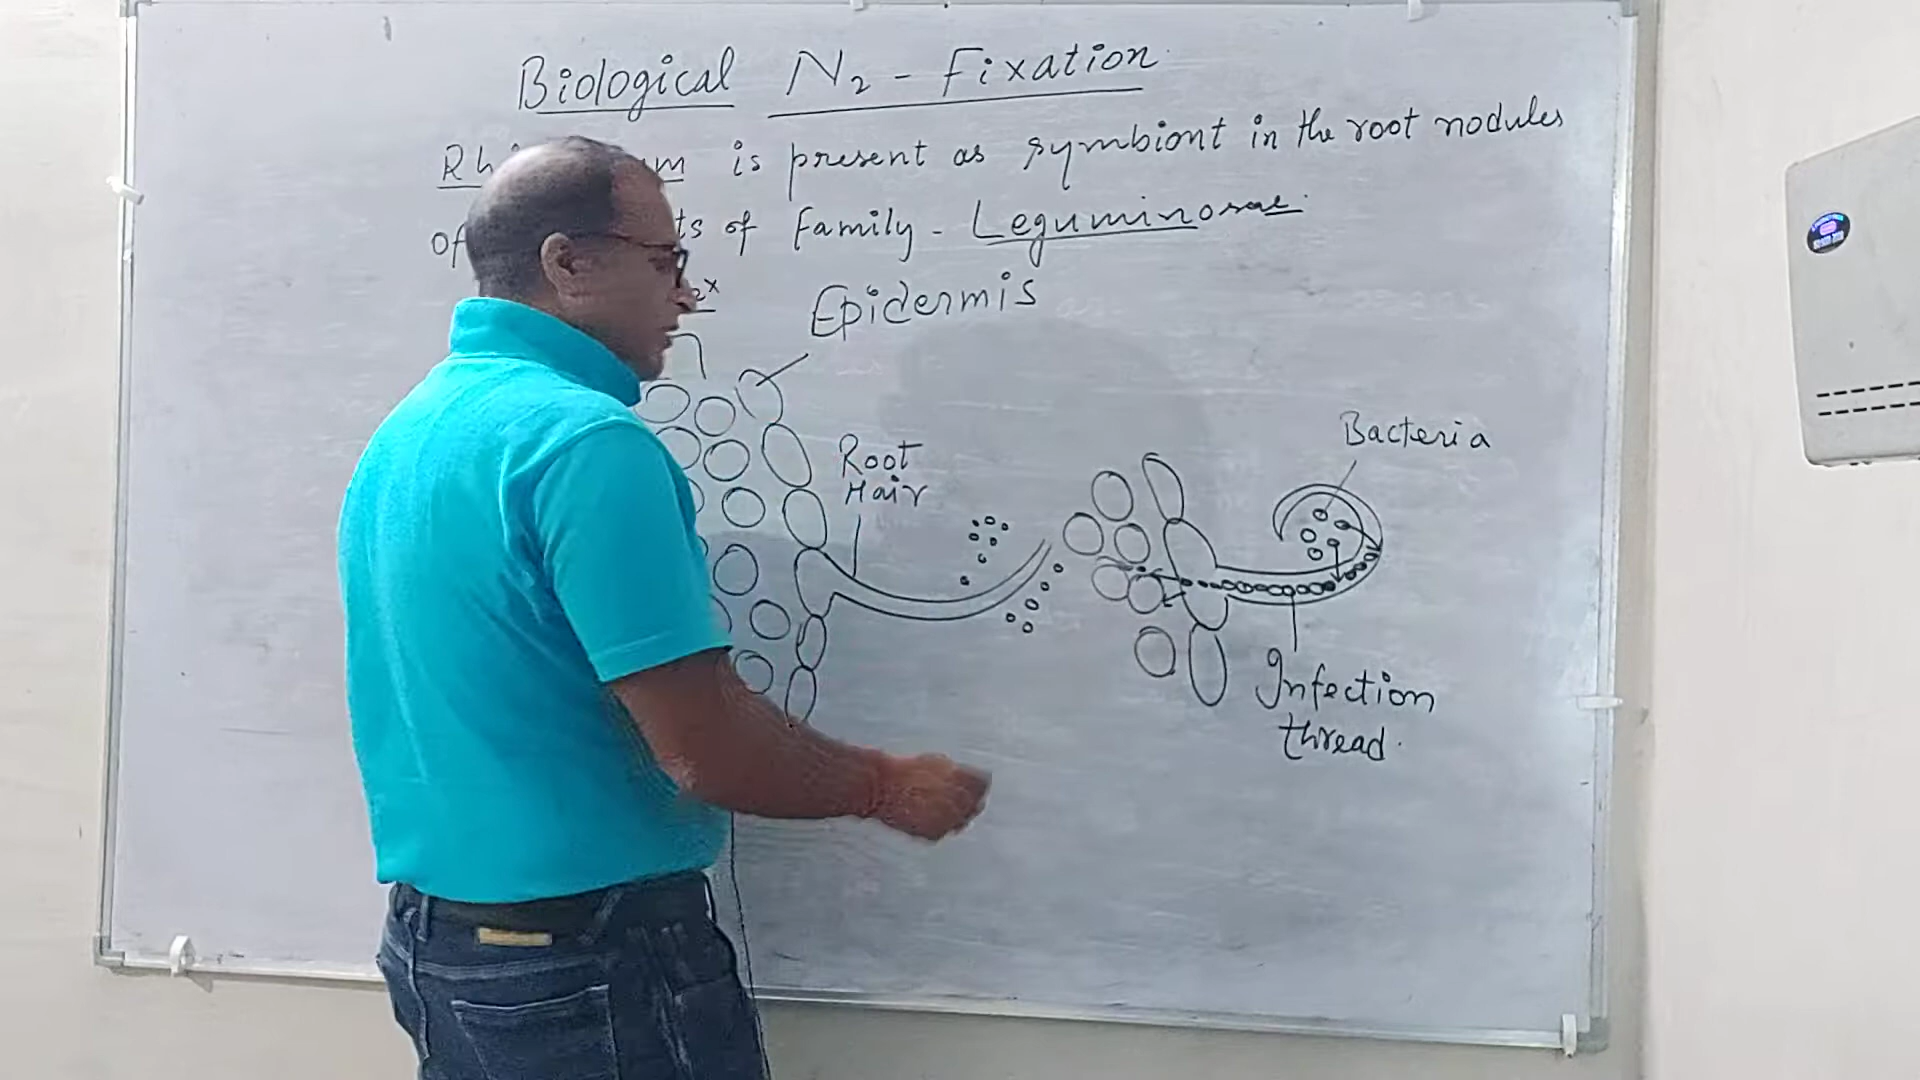 Biological N₂ - Fixation
is present as symbiont in the root nodules
of of Family - Leguminosae.
Epidermis
Root
Hair
Bacteria
Infection
thread.